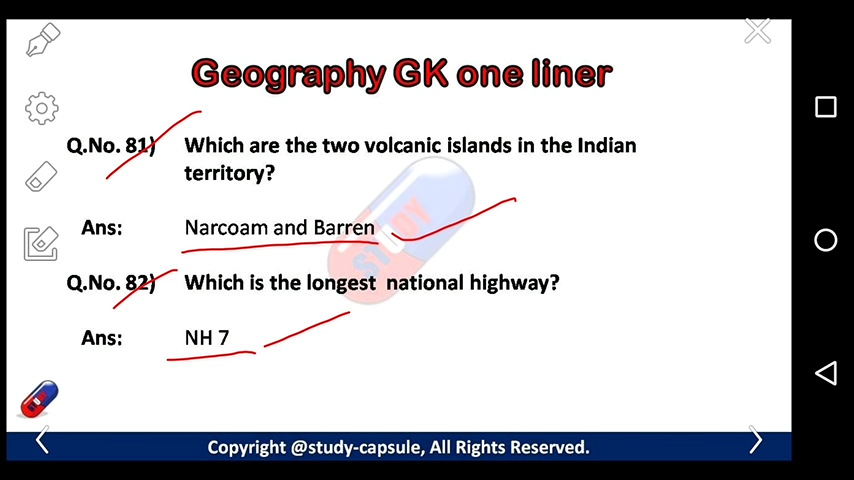 Geography GK one liner
Q.No. 81) Which are the two volcanic islands in the Indian
territory?
Ans: Narcoam and Barren
Q.No. 82) Which is the longest national highway?
Ans: NH 7
STUDY
Copyright @study-capsule, All Rights Reserved.